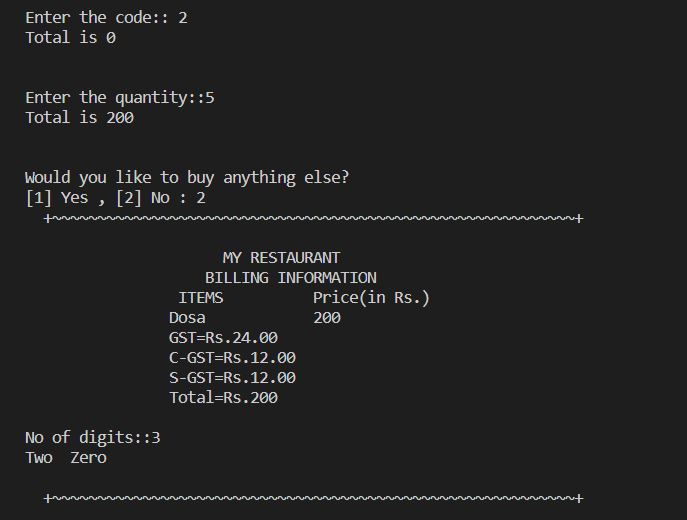 Enter the code:: 2
Total is 0
Enter the quantity::5
Total is 200
Would you like to buy anything else?
[1] Yes , [2] No : 2
+~~~~~~~~~~~~~~~~~~~~~~~~~~~~~~~~~~~~~~~~~~~~~~~~~~~~~~~~~~+
MY RESTAURANT
BILLING INFORMATION
ITEMS          Price(in Rs.)
Dosa            200
GST=Rs.24.00
C-GST=Rs.12.00
S-GST=Rs.12.00
Total=Rs.200
No of digits::3
Two  Zero
+~~~~~~~~~~~~~~~~~~~~~~~~~~~~~~~~~~~~~~~~~~~~~~~~~~~~~~~~~~+